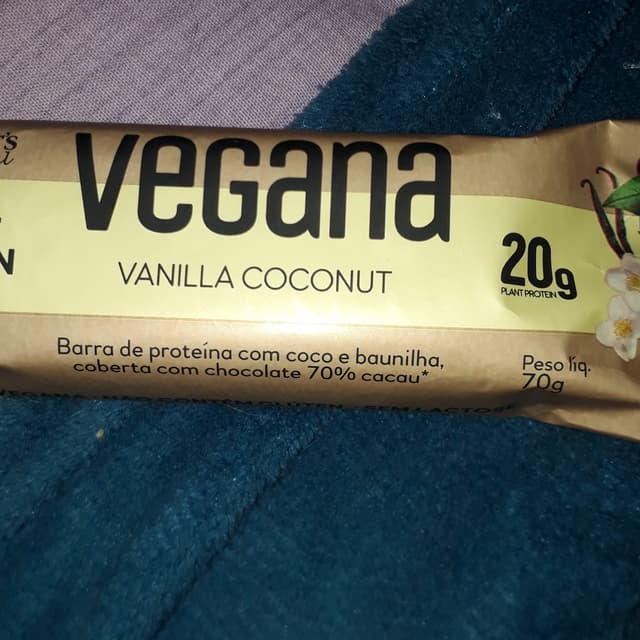 vegana
VANILLA COCONUT
20g
PLANT PROTEIN
Barra de proteína com coco e baunilha,
coberta com chocolate 70% cacau*
Peso líq.
70g